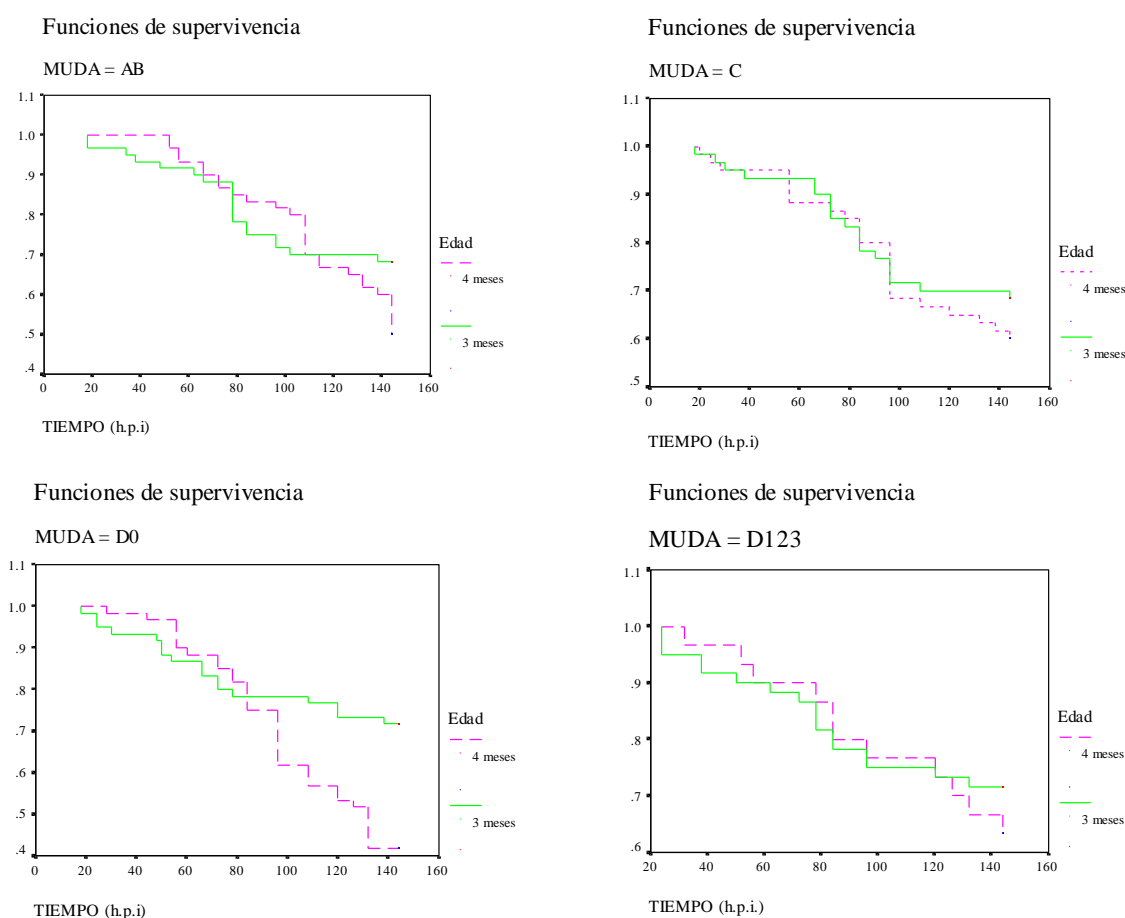 Funciones de supervivencia
MUDA = AB
1.1
1.0
.9
.8
.7
.6
.5
.4
0 20 40 60 80 100 120 140 160
TIEMPO (h.p.i)
Edad
4 meses
3 meses
Funciones de supervivencia
MUDA = C
1.1
1.0
.9
.8
.7
.6
.5
0 20 40 60 80 100 120 140 160
TIEMPO (h.p.i)
Edad
4 meses
3 meses
Funciones de supervivencia
MUDA = D0
1.1
1.0
.9
.8
.7
.6
.5
.4
0 20 40 60 80 100 120 140 160
TIEMPO (h.p.i)
Edad
4 meses
3 meses
Funciones de supervivencia
MUDA = D123
1.1
1.0
.9
.8
.7
.6
20 40 60 80 100 120 140 160
TIEMPO (h.p.i.)
Edad
4 meses
3 meses